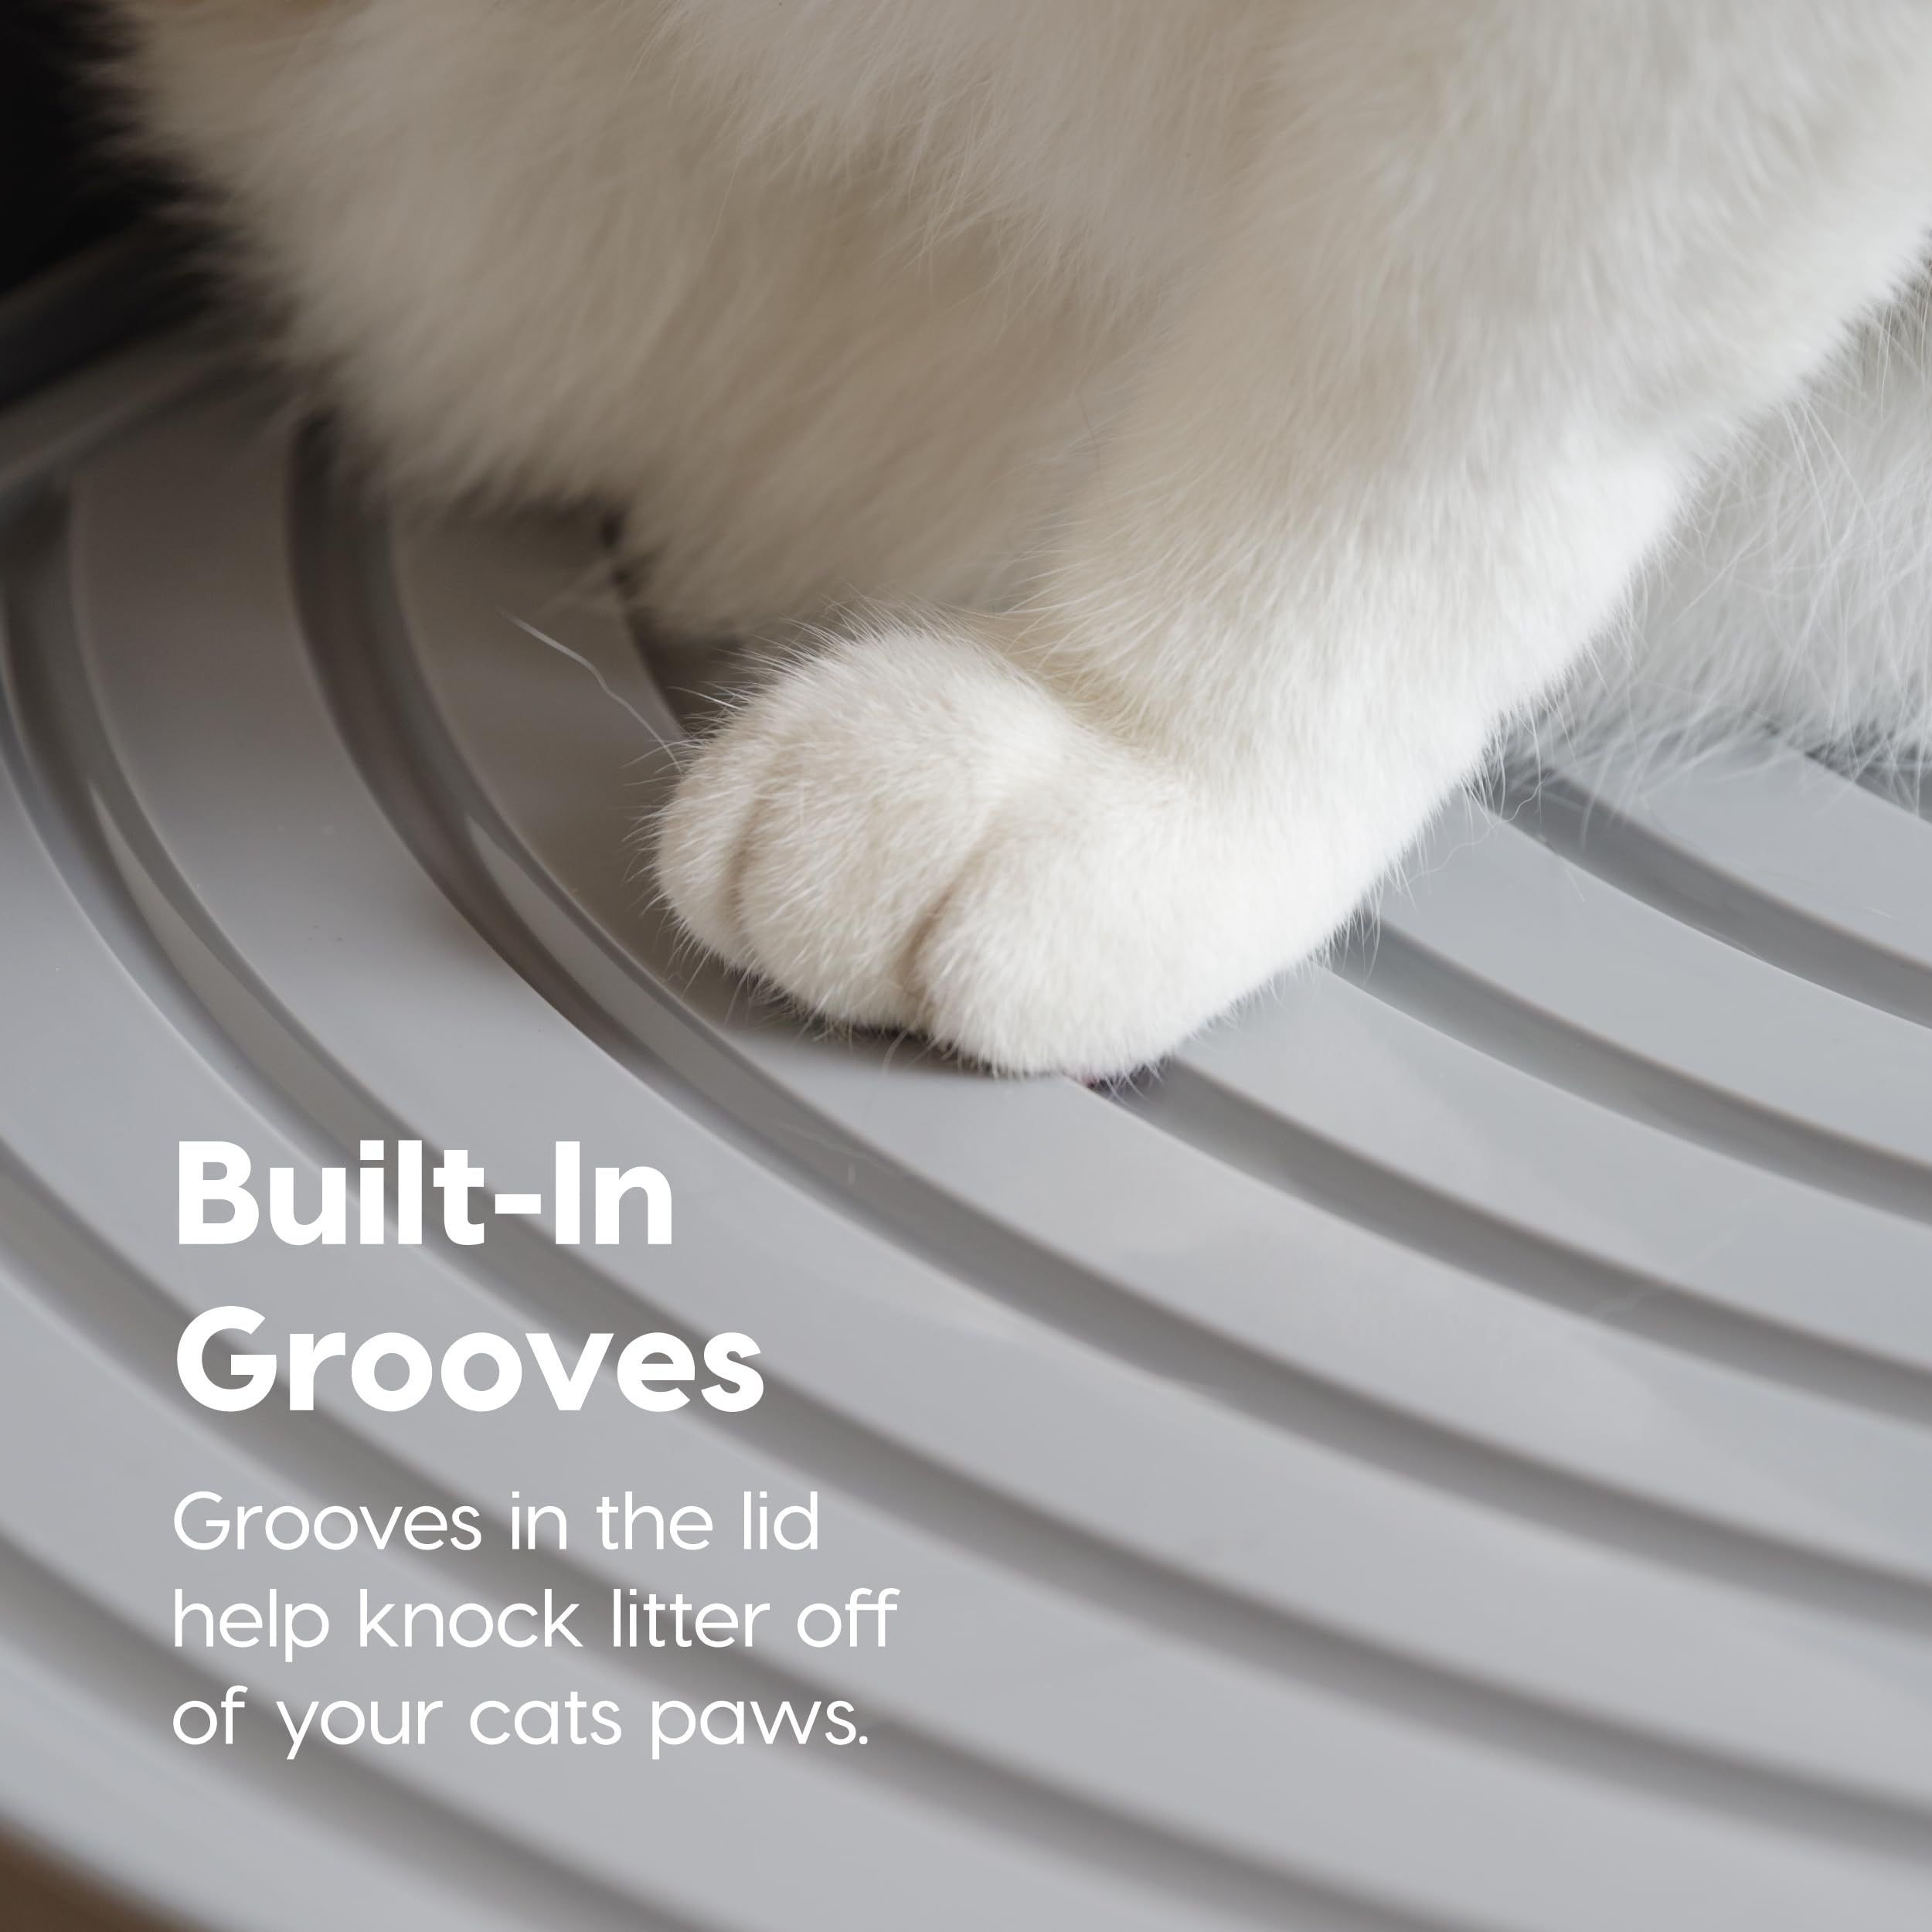 Built-In
Grooves
Grooves in the lid
help knock litter off
of your cats paws.